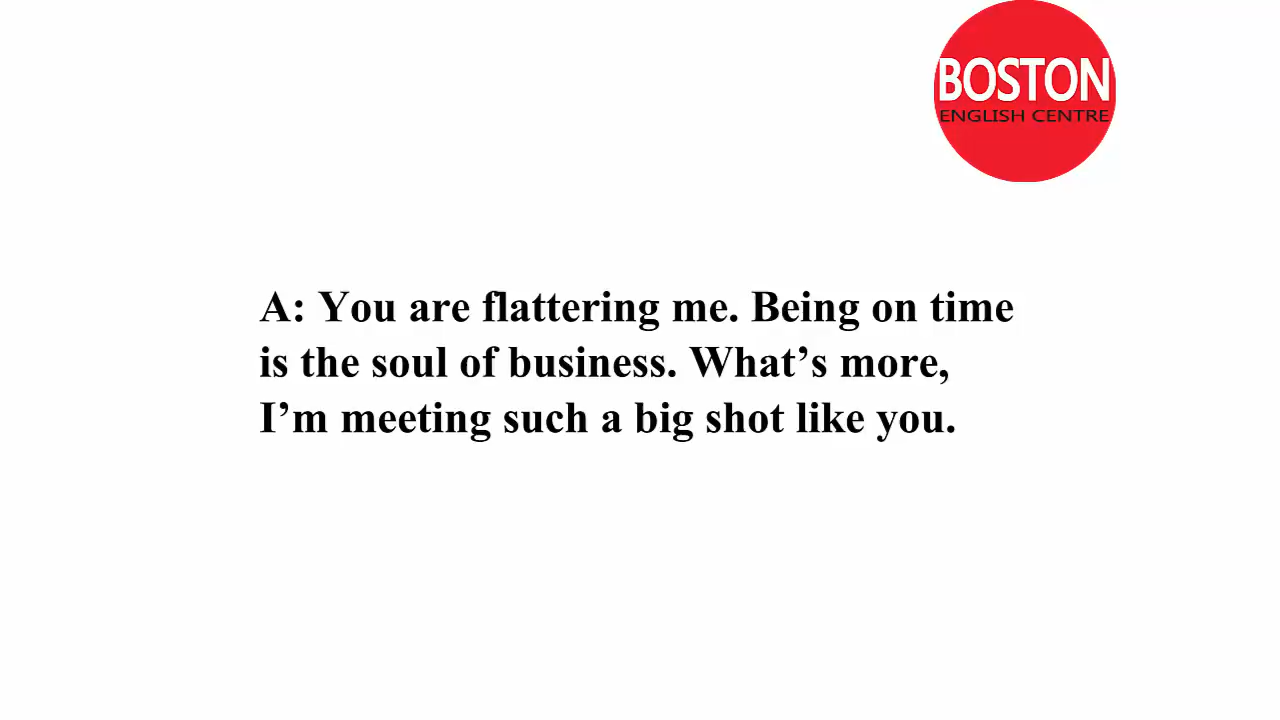 BOSTON
ENGLISH CENTRE
A: You are flattering me. Being on time
is the soul of business. What’s more,
I’m meeting such a big shot like you.